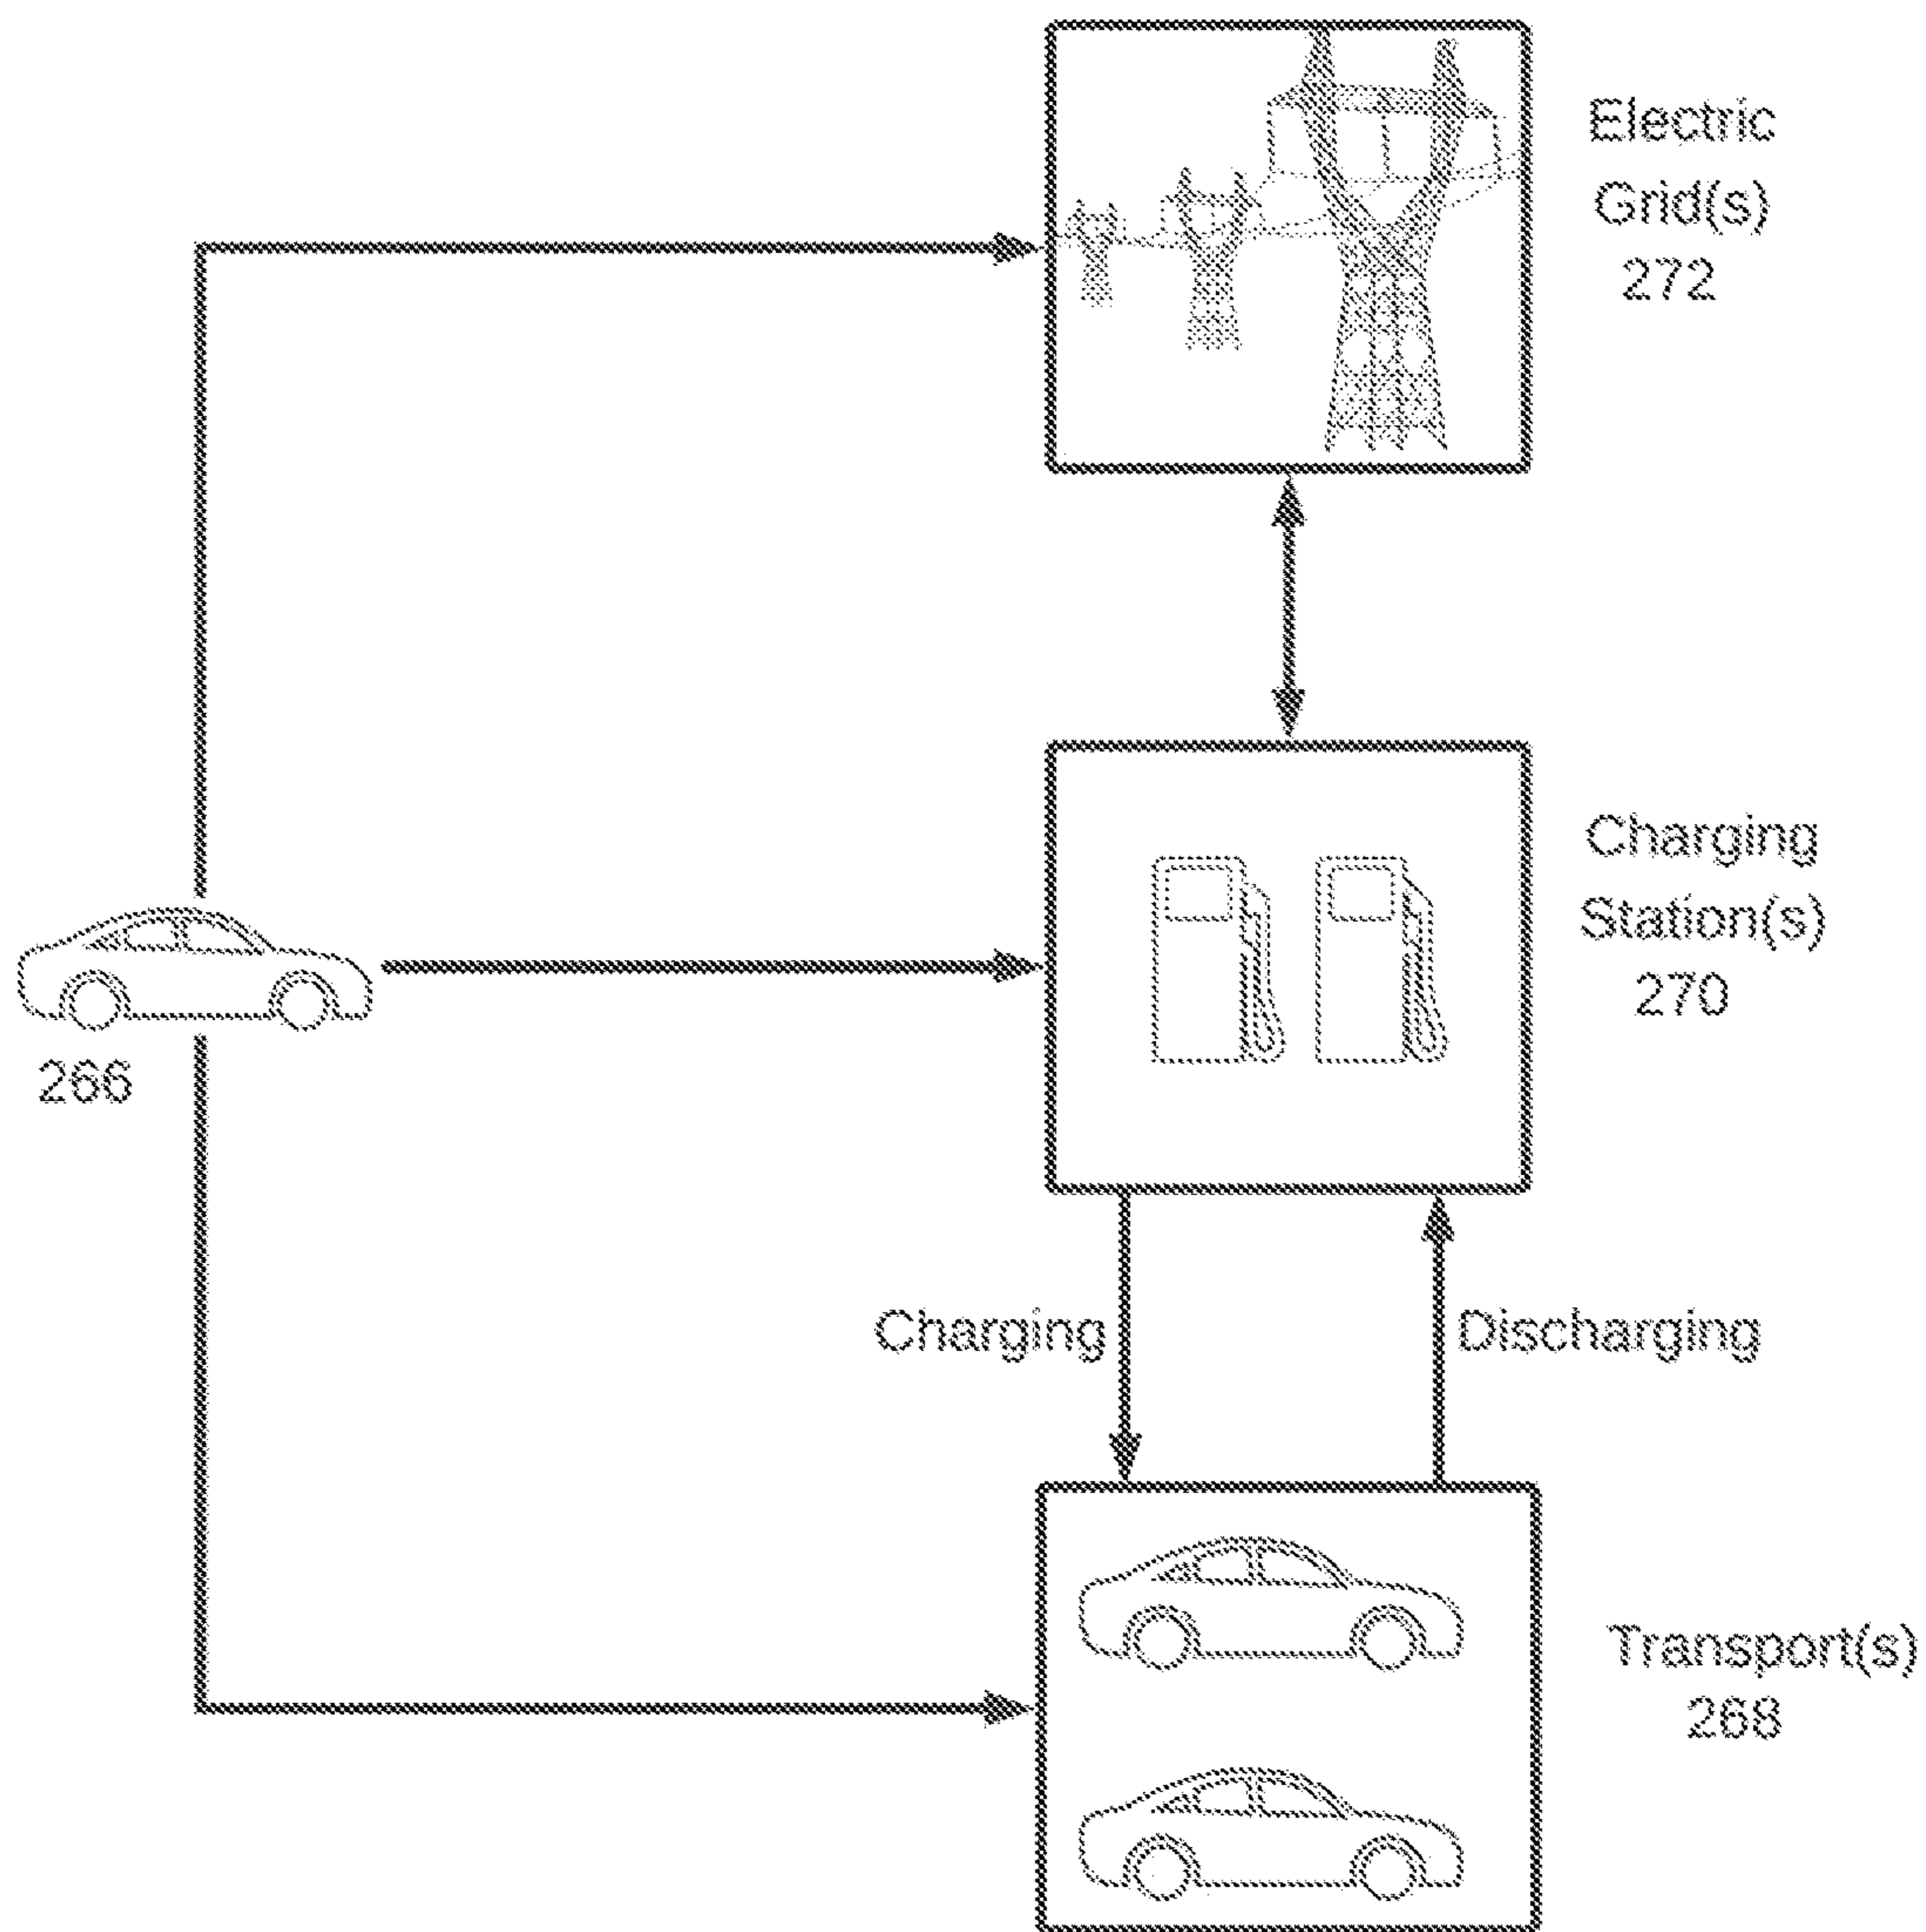 Electric
Grid(s)
272
Charging
Station(s)
270
266
Charging
Discharging
Transport(s)
268